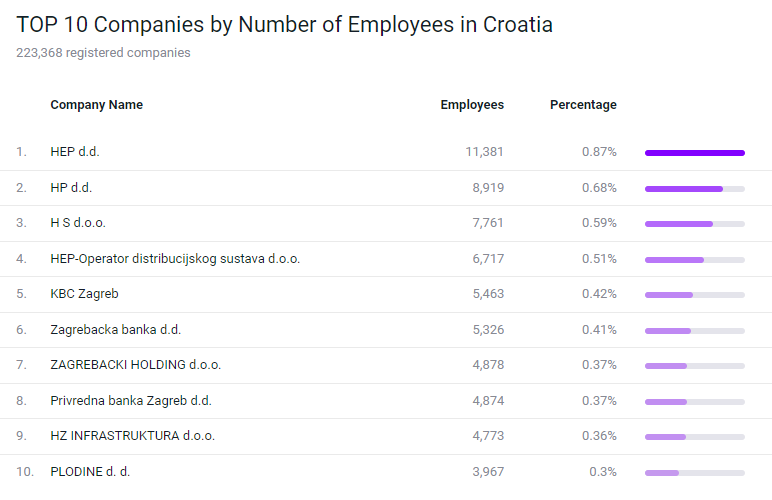 TOP 10 Companies by Number of Employees in Croatia
223,368 registered companies
Company Name Employees Percentage
1. HEP d.d. 11,381 0.87%
2. HP d.d. 8,919 0.68%
3. H S d.o.o. 7,761 0.59%
4. HEP-Operator distribucijskog sustava d.o.o. 6,717 0.51%
5. KBC Zagreb 5,463 0.42%
6. Zagrebacka banka d.d. 5,326 0.41%
7. ZAGREBACKI HOLDING d.o.o. 4,878 0.37%
8. Privredna banka Zagreb d.d. 4,874 0.37%
9. HZ INFRASTRUKTURA d.o.o. 4,773 0.36%
10. PLODINE d. d. 3,967 0.3%